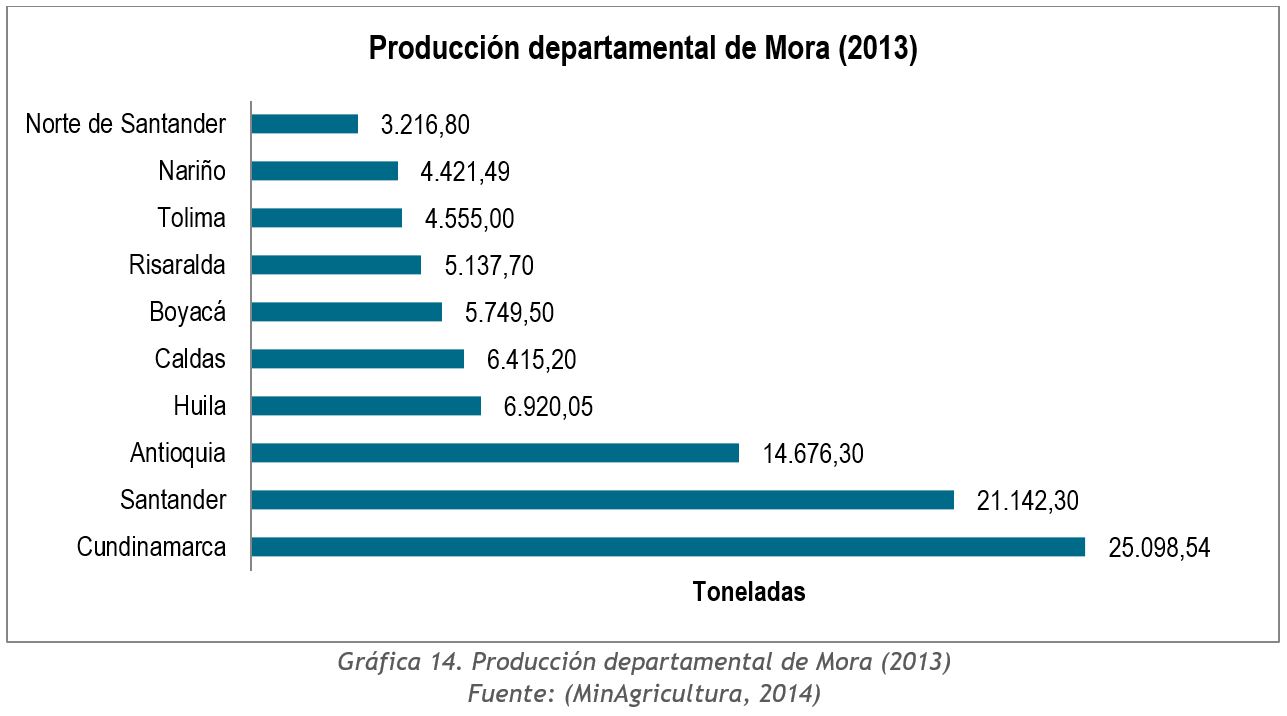 Producción departamental de Mora (2013)
Norte de Santander 3.216,80
Nariño 4.421,49
Tolima 4.555,00
Risaralda 5.137,70
Boyacá 5.749,50
Caldas 6.415,20
Huila 6.920,05
Antioquia 14.676,30
Santander 21.142,30
Cundinamarca 25.098,54
Toneladas
Gráfica 14. Producción departamental de Mora (2013)
Fuente: (MinAgricultura, 2014)